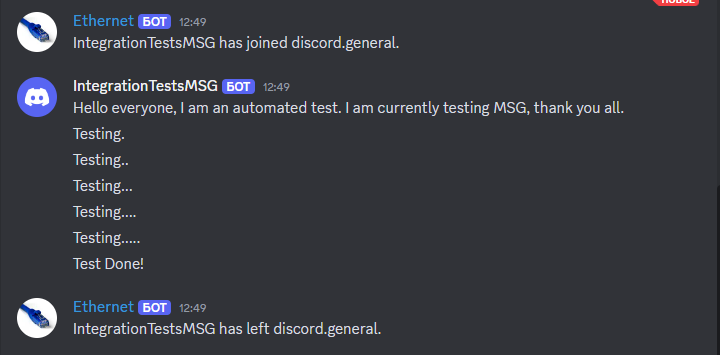 НОВОЕ
Ethernet БОТ 12:49
IntegrationTestsMSG has joined discord.general.
IntegrationTestsMSG БОТ 12:49
Hello everyone, I am an automated test. I am currently testing MSG, thank you all.
Testing.
Testing..
Testing...
Testing....
Testing.....
Test Done!
Ethernet БОТ 12:49
IntegrationTestsMSG has left discord.general.